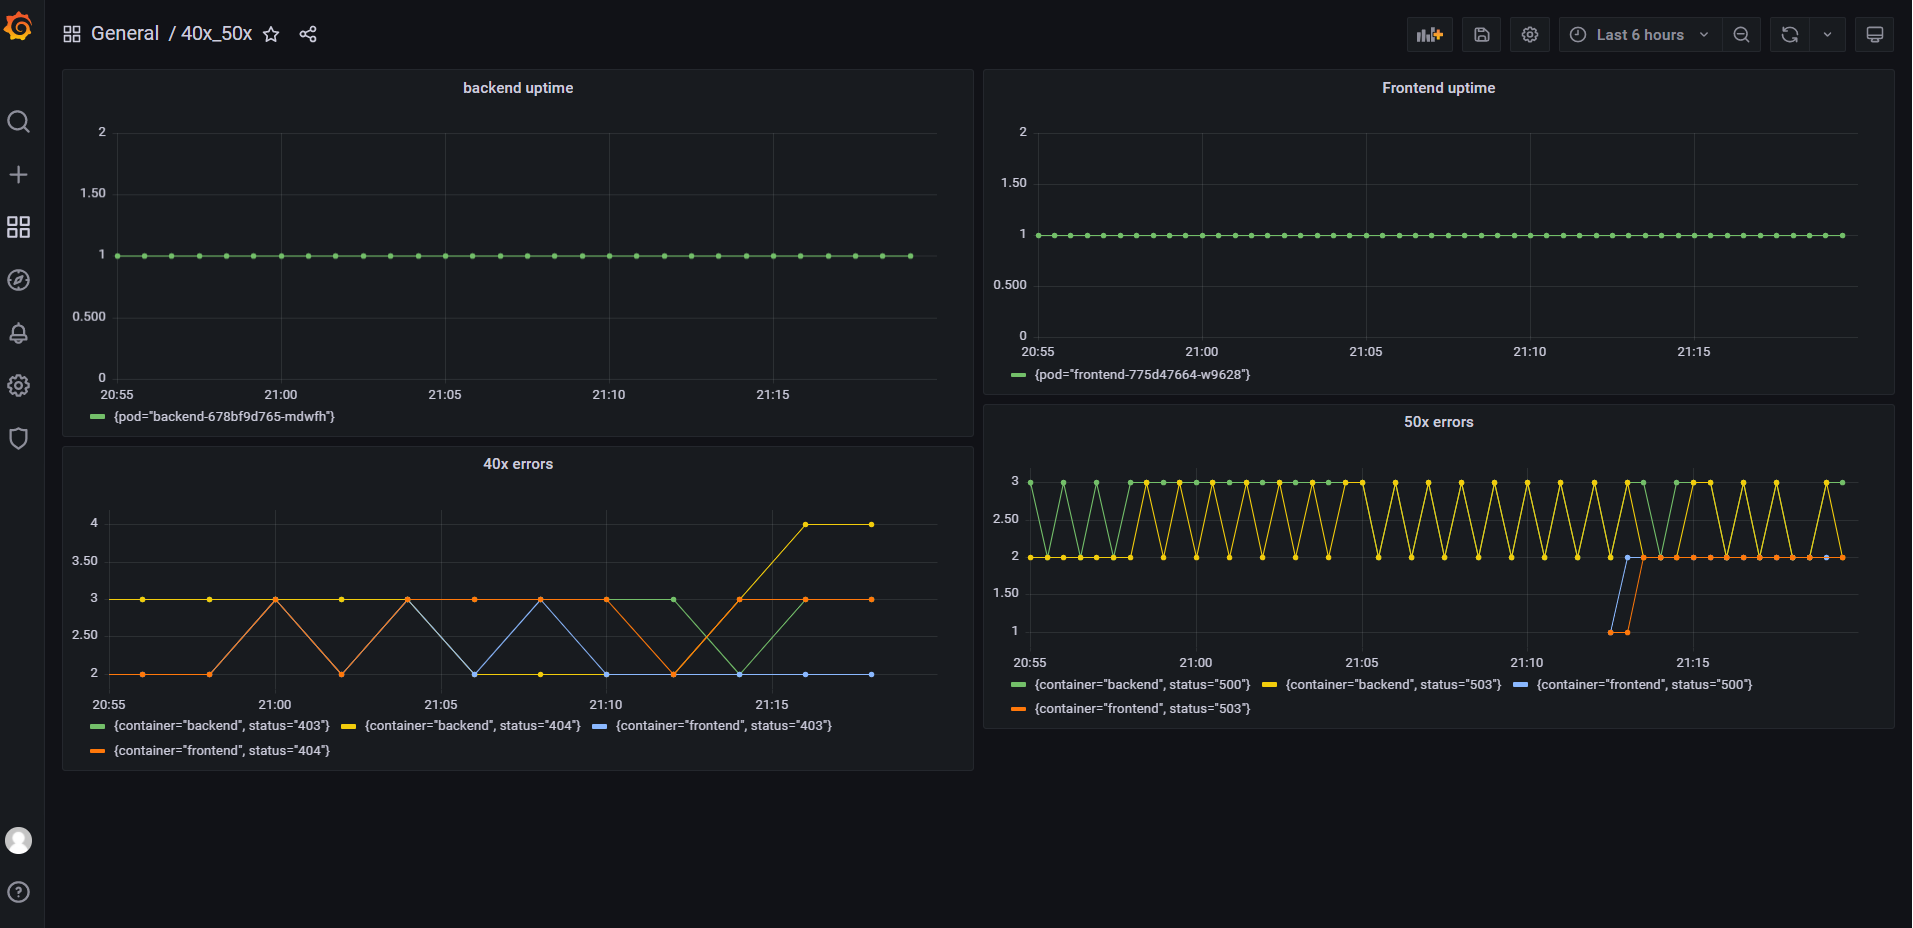 General / 40x_50x
Last 6 hours
backend uptime
2
1.50
1
0.500
0
20:55 21:00 21:05 21:10 21:15
{pod="backend-678bf9d765-mdwfh"}
Frontend uptime
2
1.50
1
0.500
0
20:55 21:00 21:05 21:10 21:15
{pod="frontend-775d47664-w9628"}
40x errors
4
3.50
3
2.50
2
20:55 21:00 21:05 21:10 21:15
{container="backend", status="403"} {container="backend", status="404"} {container="frontend", status="403"}
{container="frontend", status="404"}
50x errors
3
2.50
2
1.50
1
20:55 21:00 21:05 21:10 21:15
{container="backend", status="500"} {container="backend", status="503"} {container="frontend", status="500"}
{container="frontend", status="503"}